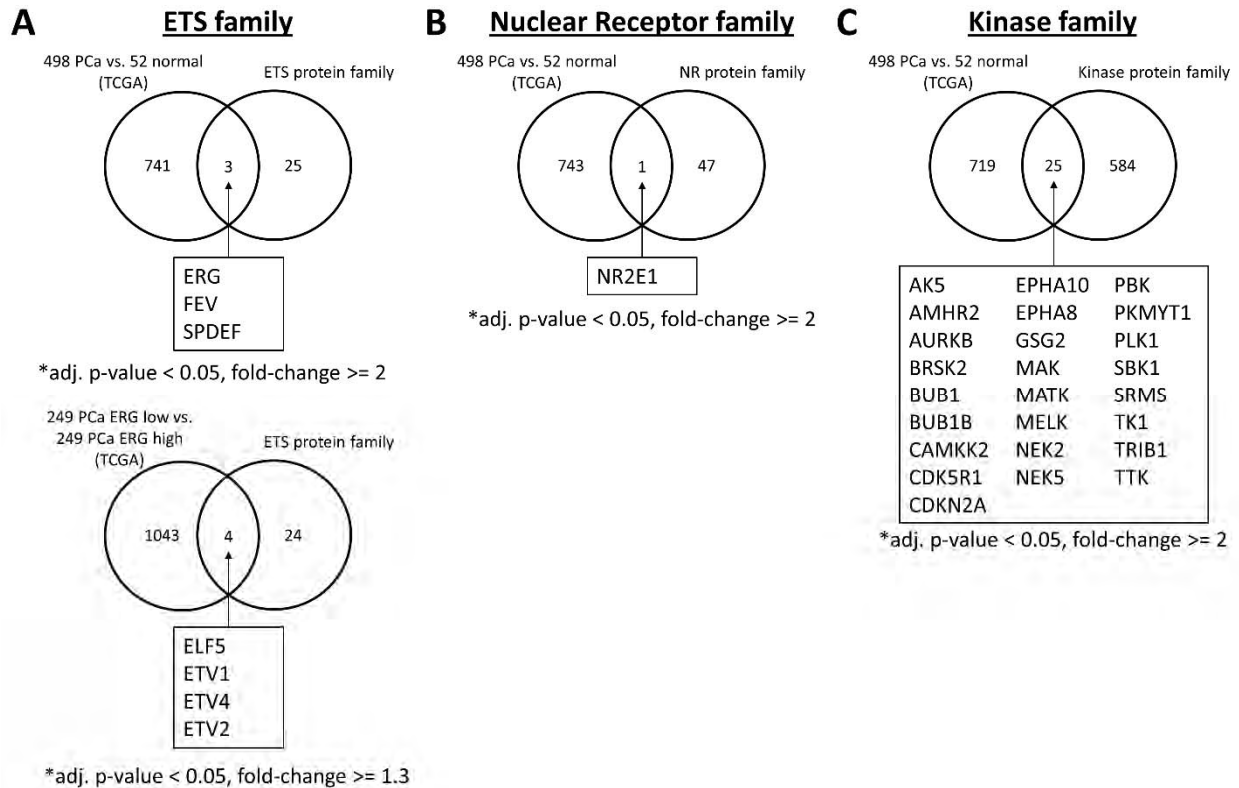 A
ETS family
498 PCa vs. 52 normal
(TCGA)
ETS protein family
741
3
25
ERG
FEV
SPDEF
*adj. p-value < 0.05, fold-change >= 2
249 PCa ERG low vs.
249 PCa ERG high
(TCGA)
ETS protein family
1043
4
24
ELF5
ETV1
ETV4
ETV2
*adj. p-value < 0.05, fold-change >= 1.3
B
Nuclear Receptor family
498 PCa vs. 52 normal
(TCGA)
NR protein family
743
1
47
NR2E1
*adj. p-value < 0.05, fold-change >= 2
C
Kinase family
498 PCa vs. 52 normal
(TCGA)
Kinase protein family
719
25
584
AK5
AMHR2
AURKB
BRSK2
BUB1
BUB1B
CAMKK2
CDK5R1
CDKN2A
EPHA10
EPHA8
GSG2
MAK
MATK
MELK
NEK2
NEK5
PBK
PKMYT1
PLK1
SBK1
SRMS
TK1
TRIB1
TTK
*adj. p-value < 0.05, fold-change >= 2